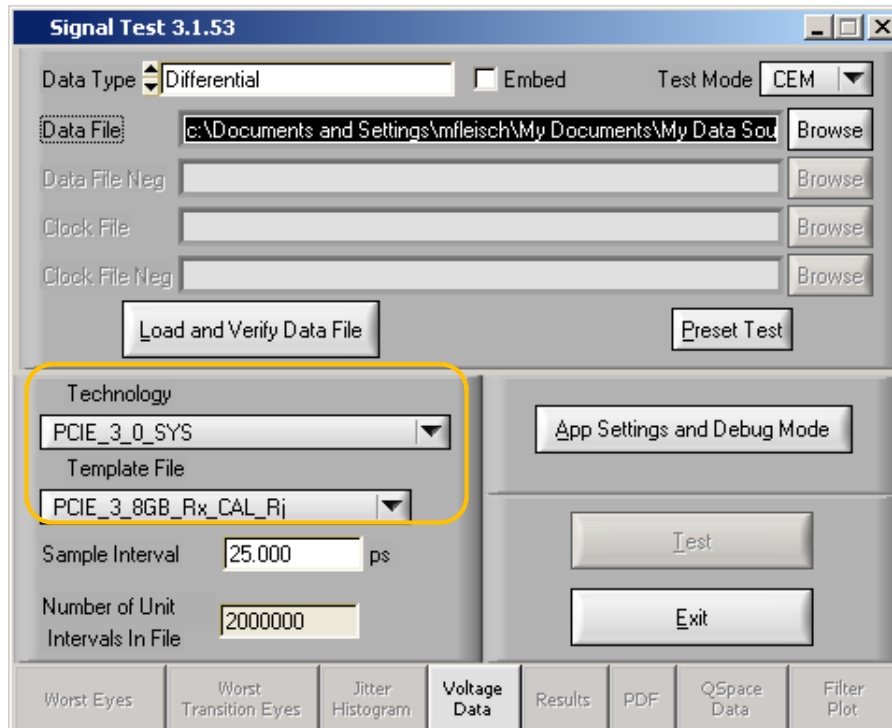 Signal Test 3.1.53
Data Type Differential Embed Test Mode CEM
Data File c:\Documents and Settings\mfleisch\My Documents\My Data Sou Browse
Data File Neg Browse
Clock File Browse
Clock File Neg Browse
Load and Verify Data File Preset Test
Technology
PCIE_3_0_SYS
App Settings and Debug Mode
Template File
PCIE_3_8GB_Rx_CAL_Rj
Sample Interval 25.000 ps
Test
Number of Unit
Intervals In File
2000000
Exit
Worst Eyes
Worst
Transition Eyes
Jitter
Histogram
Voltage
Data
Results
PDF
QSpace
Data
Filter
Plot